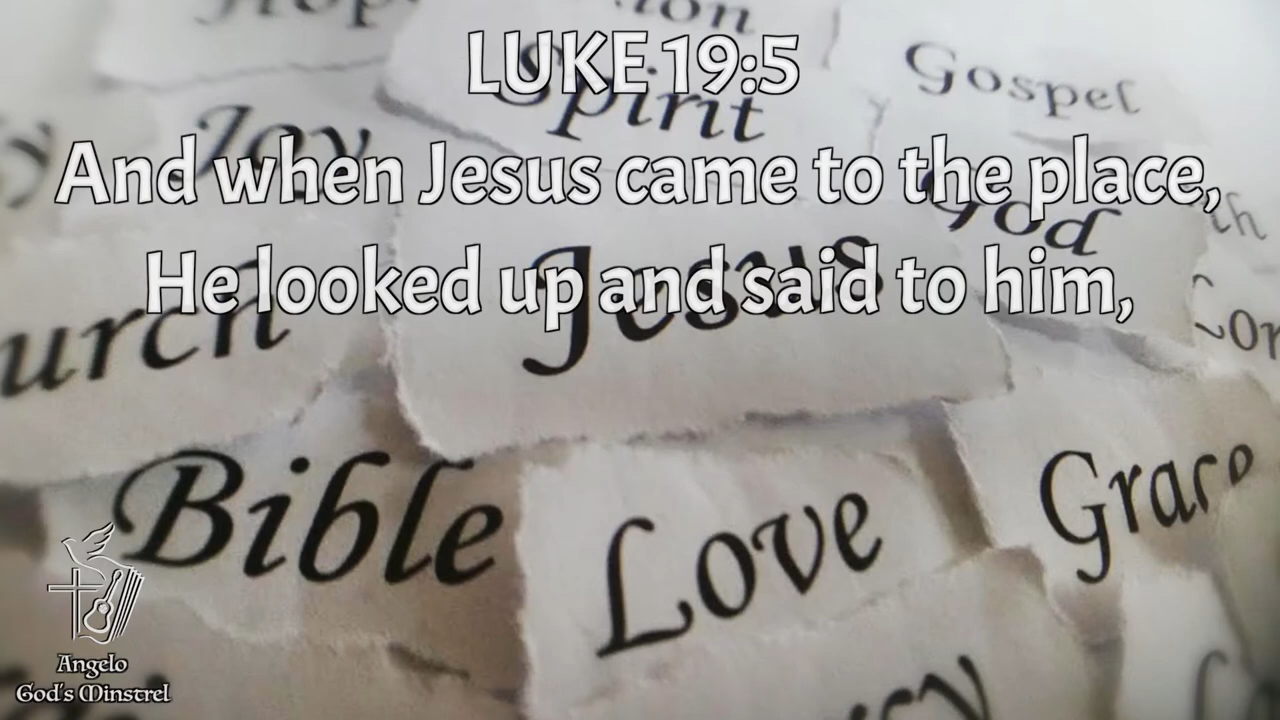 LUKE 19:5
And when Jesus came to the place,
He looked up and said to him,
Spirit
Gospel
Joy
God
Jesus
Bible
Love
Grace
Angelo
God's Minstrel